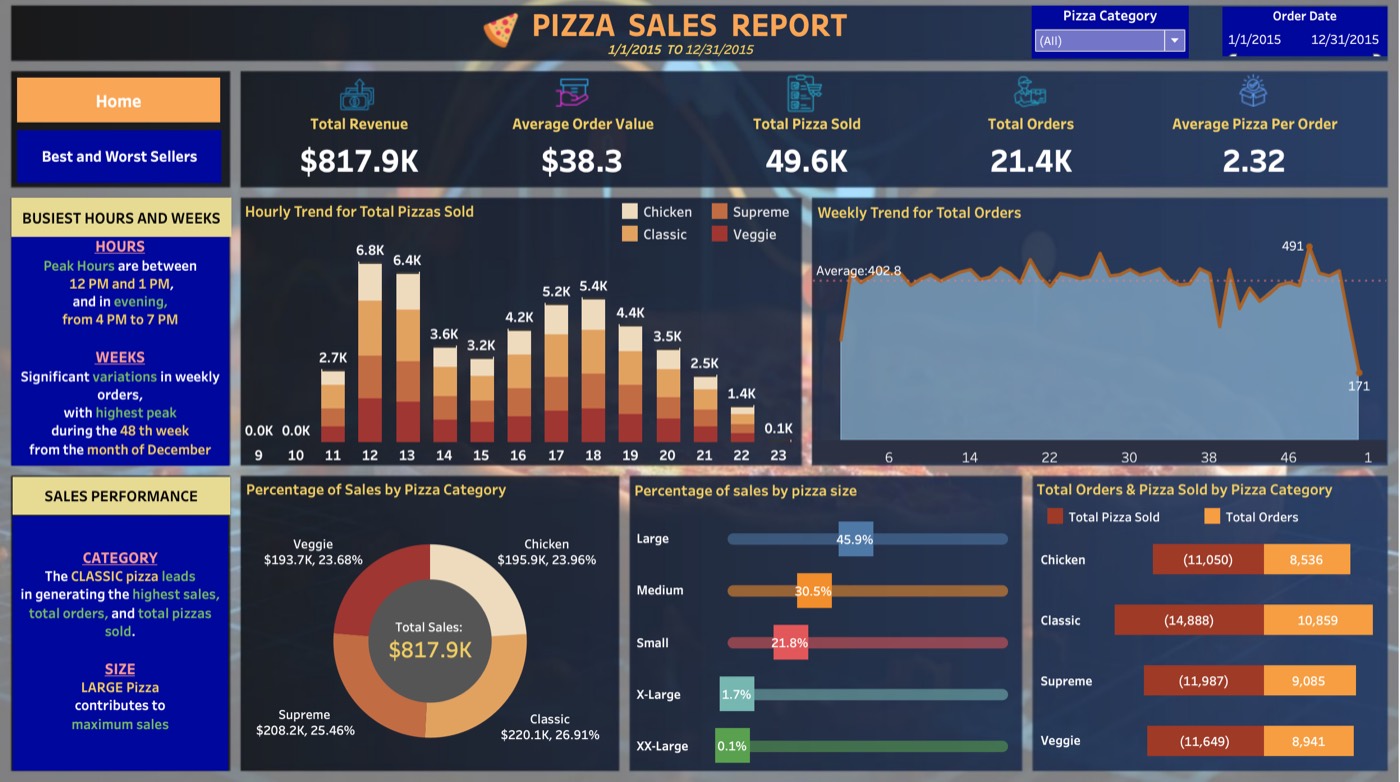 PIZZA SALES REPORT
1/1/2015 TO 12/31/2015
Pizza Category
(All)
Order Date
1/1/2015 12/31/2015
Home
Best and Worst Sellers
Total Revenue
$817.9K
Average Order Value
$38.3
Total Pizza Sold
49.6K
Total Orders
21.4K
Average Pizza Per Order
2.32
BUSIEST HOURS AND WEEKS
HOURS
Peak Hours are between
12 PM and 1 PM,
and in evening,
from 4 PM to 7 PM
WEEKS
Significant variations in weekly
orders,
with highest peak
during the 48 th week
from the month of December
Hourly Trend for Total Pizzas Sold
Chicken Supreme
Classic Veggie
0.0K 0.0K 2.7K 6.8K 6.4K 3.6K 3.2K 4.2K 5.2K 5.4K 4.4K 3.5K 2.5K 1.4K 0.1K
9 10 11 12 13 14 15 16 17 18 19 20 21 22 23
Weekly Trend for Total Orders
491
Average:402.8
171
6 14 22 30 38 46 1
SALES PERFORMANCE
CATEGORY
The CLASSIC pizza leads
in generating the highest sales,
total orders, and total pizzas
sold.
SIZE
LARGE Pizza
contributes to
maximum sales
Percentage of Sales by Pizza Category
Veggie
$193.7K, 23.68%
Chicken
$195.9K, 23.96%
Total Sales:
$817.9K
Supreme
$208.2K, 25.46%
Classic
$220.1K, 26.91%
Percentage of sales by pizza size
Large 45.9%
Medium 30.5%
Small 21.8%
X-Large 1.7%
XX-Large 0.1%
Total Orders & Pizza Sold by Pizza Category
Total Pizza Sold Total Orders
Chicken (11,050) 8,536
Classic (14,888) 10,859
Supreme (11,987) 9,085
Veggie (11,649) 8,941